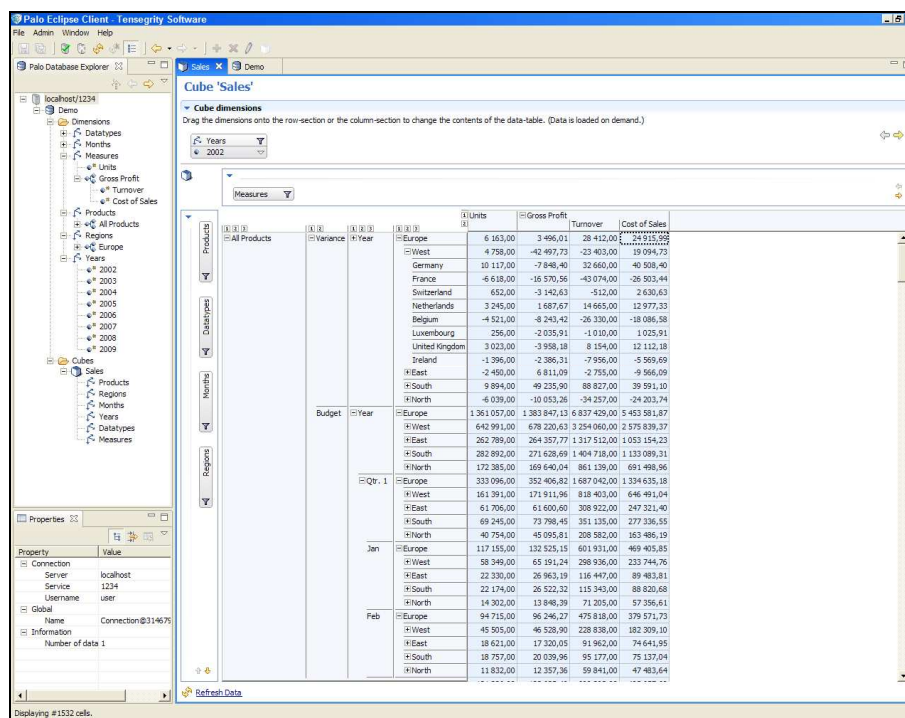 Palo Eclipse Client - Tensegrity Software
File Admin Window Help
Palo Database Explorer
localhost/1234
Demo
Dimensions
Datatypes
Months
Measures
Units
Gross Profit
Turnover
Cost of Sales
Products
All Products
Regions
Europe
Years
2002
2003
2004
2005
2006
2007
2008
2009
Cubes
Sales
Products
Regions
Months
Years
Datatypes
Measures
Properties
Property Value
Connection
Server localhost
Service 1234
Username user
Global
Name Connection@314679
Information
Number of data 1
Sales Demo
Cube 'Sales'
Cube dimensions
Drag the dimensions onto the row-section or the column-section to change the contents of the data-table. (Data is loaded on demand.)
Years
2002
Measures
Products
Datatypes
Months
Regions
1 Units Gross Profit
1 2 3 1 2 1 2 3 1 2 3 2 Turnover Cost of Sales
All Products Variance Year Europe 6 163,00 3 496,01 28 412,00 24 915,99
West 4 758,00 -42 497,73 -23 403,00 19 094,73
Germany 10 117,00 -7 848,40 32 660,00 40 508,40
France -6 618,00 -16 570,56 -43 074,00 -26 503,44
Switzerland 652,00 -3 142,63 -512,00 2 630,63
Netherlands 3 245,00 1 687,67 14 665,00 12 977,33
Belgium -4 521,00 -8 243,42 -26 330,00 -18 086,58
Luxembourg 256,00 -2 035,91 -1 010,00 1 025,91
United Kingdom 3 023,00 -3 958,18 8 154,00 12 112,18
Ireland -1 396,00 -2 386,31 -7 956,00 -5 569,69
East -2 450,00 6 811,09 -2 755,00 -9 566,09
South 9 894,00 49 235,90 88 827,00 39 591,10
North -6 039,00 -10 053,26 -34 257,00 -24 203,74
Budget Year Europe 1 361 057,00 1 383 847,13 6 837 429,00 5 453 581,87
West 642 991,00 678 220,63 3 254 060,00 2 575 839,37
East 262 789,00 264 357,77 1 317 512,00 1 053 154,23
South 282 892,00 271 628,69 1 404 718,00 1 133 089,31
North 172 385,00 169 640,04 861 139,00 691 498,96
Qtr. 1 Europe 333 096,00 352 406,82 1 687 042,00 1 334 635,18
West 161 391,00 171 911,96 818 403,00 646 491,04
East 61 706,00 61 600,60 308 922,00 247 321,40
South 69 245,00 73 798,45 351 135,00 277 336,55
North 40 754,00 45 095,81 208 582,00 163 486,19
Jan Europe 117 155,00 132 525,15 601 931,00 469 405,85
West 58 349,00 65 191,24 298 936,00 233 744,76
East 22 330,00 26 963,19 116 447,00 89 483,81
South 22 174,00 26 522,32 115 343,00 88 820,68
North 14 302,00 13 848,39 71 205,00 57 356,61
Feb Europe 94 715,00 96 246,27 475 818,00 379 571,73
West 45 505,00 46 528,90 228 838,00 182 309,10
East 18 621,00 17 320,05 91 962,00 74 641,95
South 18 757,00 20 039,96 95 177,00 75 137,04
North 11 832,00 12 357,36 59 841,00 47 483,64
Refresh Data
Displaying #1532 cells.